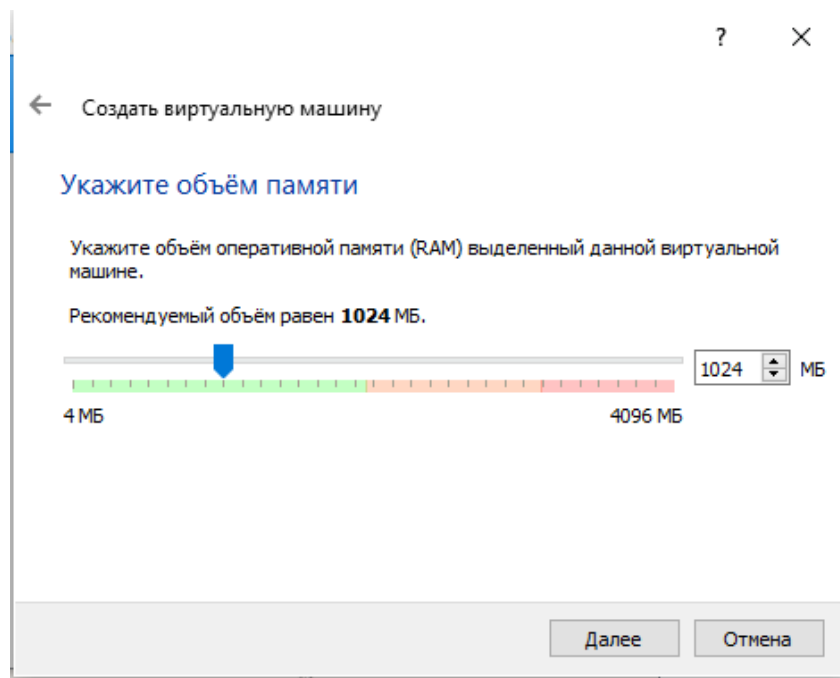 ?
Создать виртуальную машину
Укажите объём памяти
Укажите объём оперативной памяти (RAM) выделенный данной виртуальной
машине.
Рекомендуемый объём равен 1024 МБ.
1024 МБ
4 МБ 4096 МБ
Далее Отмена